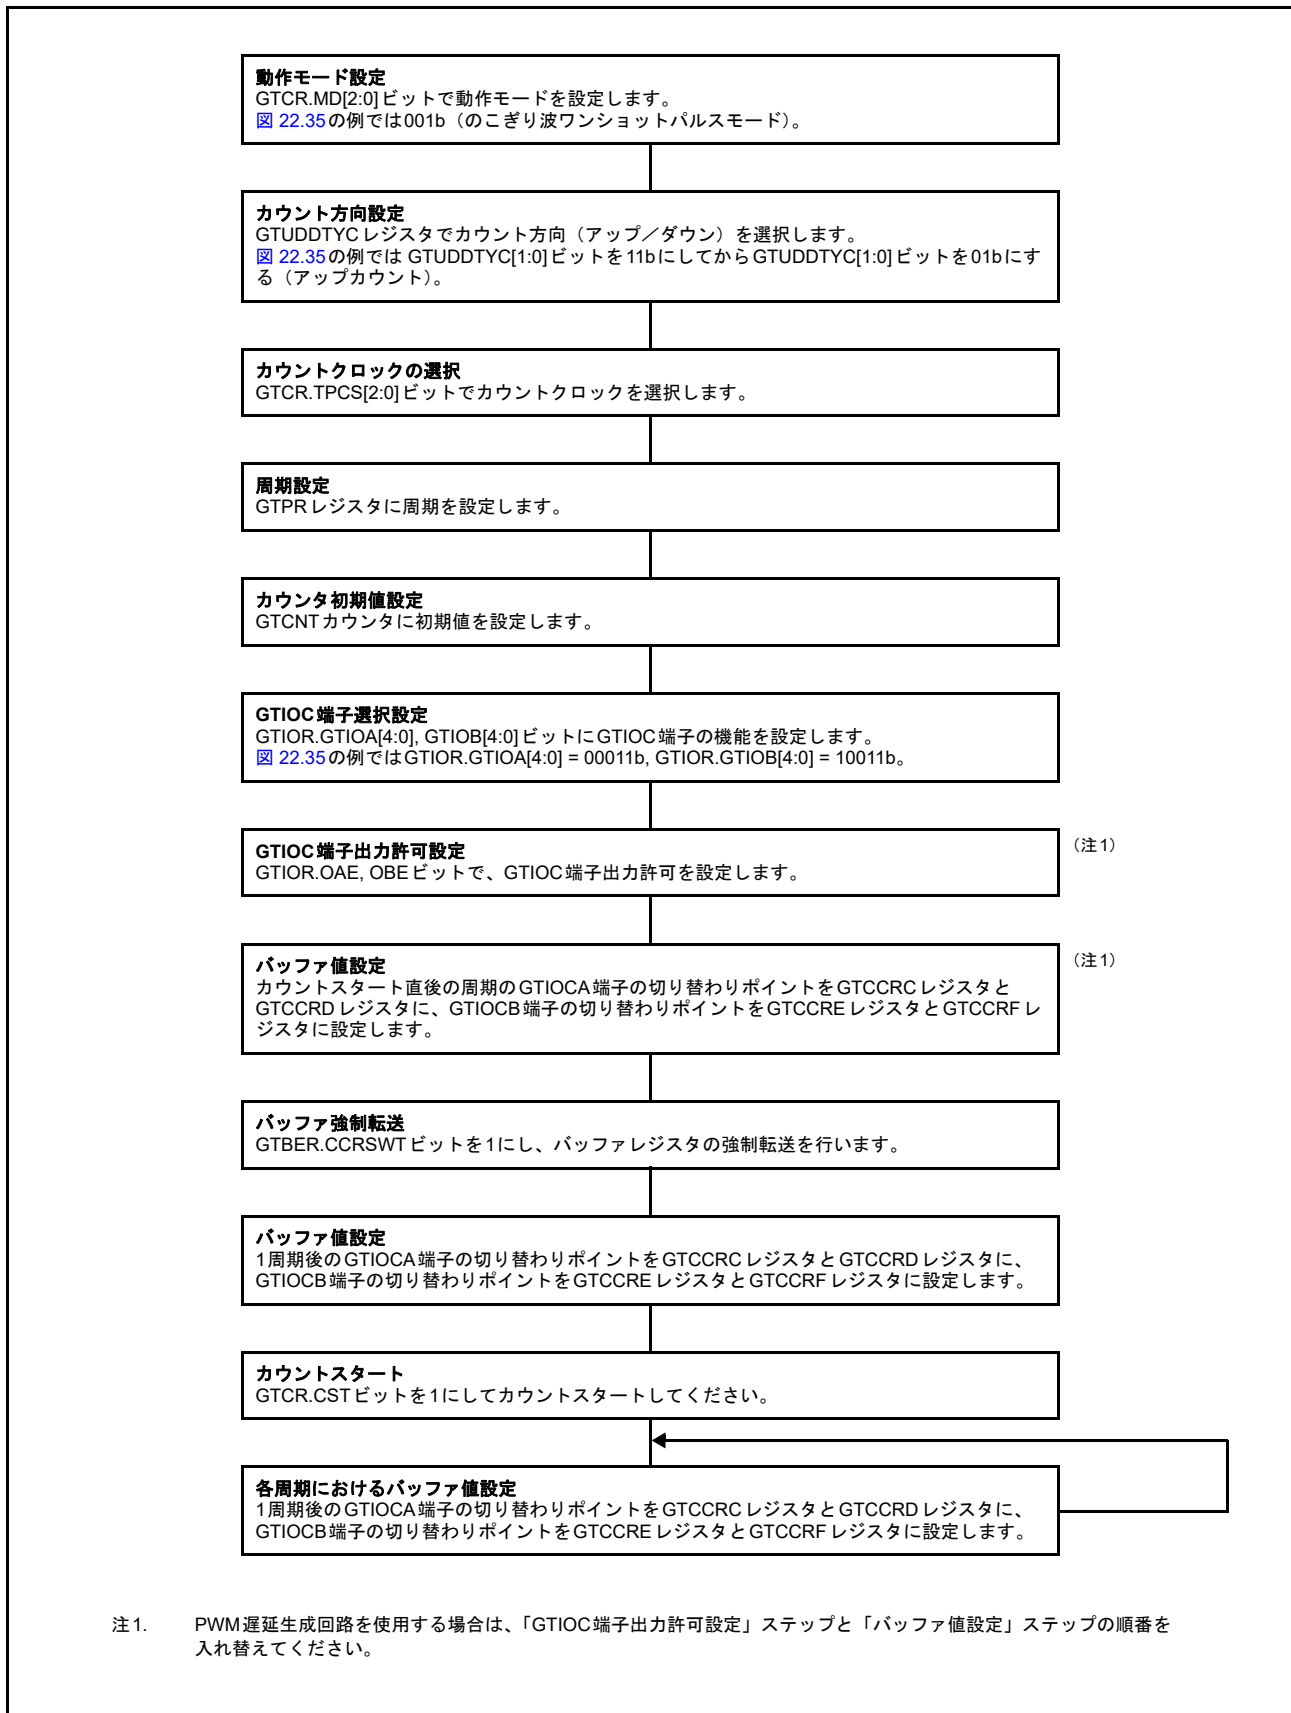 動作モード設定
GTCR.MD[2:0]ビットで動作モードを設定します。
図 22.35の例では001b（のこぎり波ワンショットパルスモード）。
カウント方向設定
GTUDDTYCレジスタでカウント方向（アップ／ダウン）を選択します。
図 22.35の例では GTUDDTYC[1:0]ビットを11bにしてからGTUDDTYC[1:0]ビットを01bにす
る（アップカウント）。
カウントクロックの選択
GTCR.TPCS[2:0]ビットでカウントクロックを選択します。
周期設定
GTPRレジスタに周期を設定します。
カウンタ初期値設定
GTCNTカウンタに初期値を設定します。
GTIOC端子選択設定
GTIOR.GTIOA[4:0], GTIOB[4:0]ビットにGTIOC端子の機能を設定します。
図 22.35の例ではGTIOR.GTIOA[4:0] = 00011b, GTIOR.GTIOB[4:0] = 10011b。
GTIOC端子出力許可設定
GTIOR.OAE, OBEビットで、GTIOC端子出力許可を設定します。
（注1）
バッファ値設定
カウントスタート直後の周期のGTIOCA端子の切り替わりポイントをGTCCRCレジスタと
GTCCRDレジスタに、GTIOCB端子の切り替わりポイントをGTCCREレジスタとGTCCRFレ
ジスタに設定します。
（注1）
バッファ強制転送
GTBER.CCRSWTビットを1にし、バッファレジスタの強制転送を行います。
バッファ値設定
1周期後のGTIOCA端子の切り替わりポイントをGTCCRCレジスタとGTCCRDレジスタに、
GTIOCB端子の切り替わりポイントをGTCCREレジスタとGTCCRFレジスタに設定します。
カウントスタート
GTCR.CSTビットを1にしてカウントスタートしてください。
各周期におけるバッファ値設定
1周期後のGTIOCA端子の切り替わりポイントをGTCCRCレジスタとGTCCRDレジスタに、
GTIOCB端子の切り替わりポイントをGTCCREレジスタとGTCCRFレジスタに設定します。
注1. PWM遅延生成回路を使用する場合は、「GTIOC端子出力許可設定」ステップと「バッファ値設定」ステップの順番を
入れ替えてください。